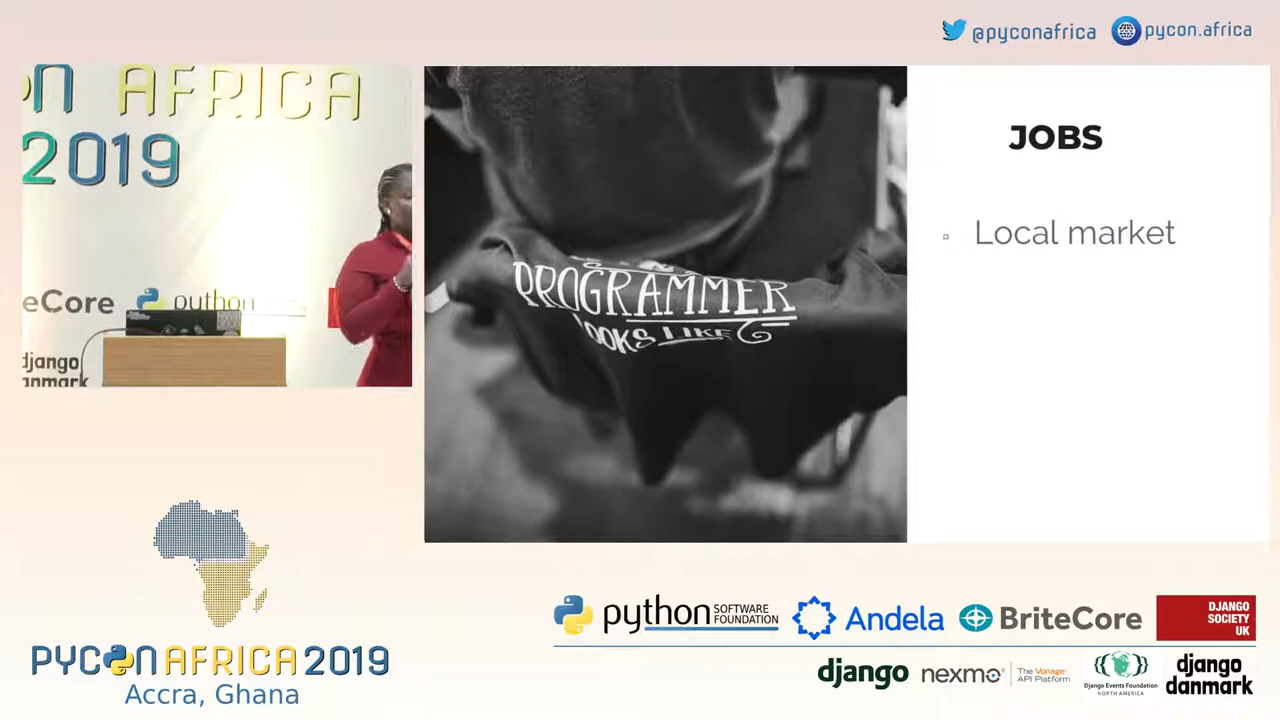 @pyconafrica
pycon.africa
ON AFRICA
2019
eCore
python
django
anmark
JOBS
Local market
PROGRAMMER
LOOKS LIKE
PYCON AFRICA 2019
Accra, Ghana
python SOFTWARE
FOUNDATION
Andela
BriteCore
DJANGO
SOCIETY
UK
django
nexmo
The Vonage®
API Platform
Django Events Foundation
NORTH AMERICA
django
danmark